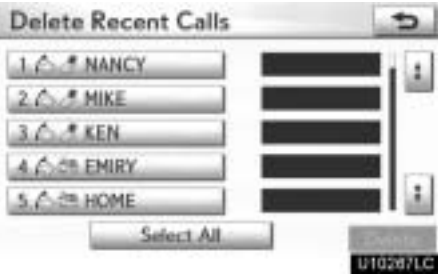 Delete Recent Calls
1 NANCY
2 MIKE
3 KEN
4 EMIRY
5 HOME
Select All
Delete
U10287LC